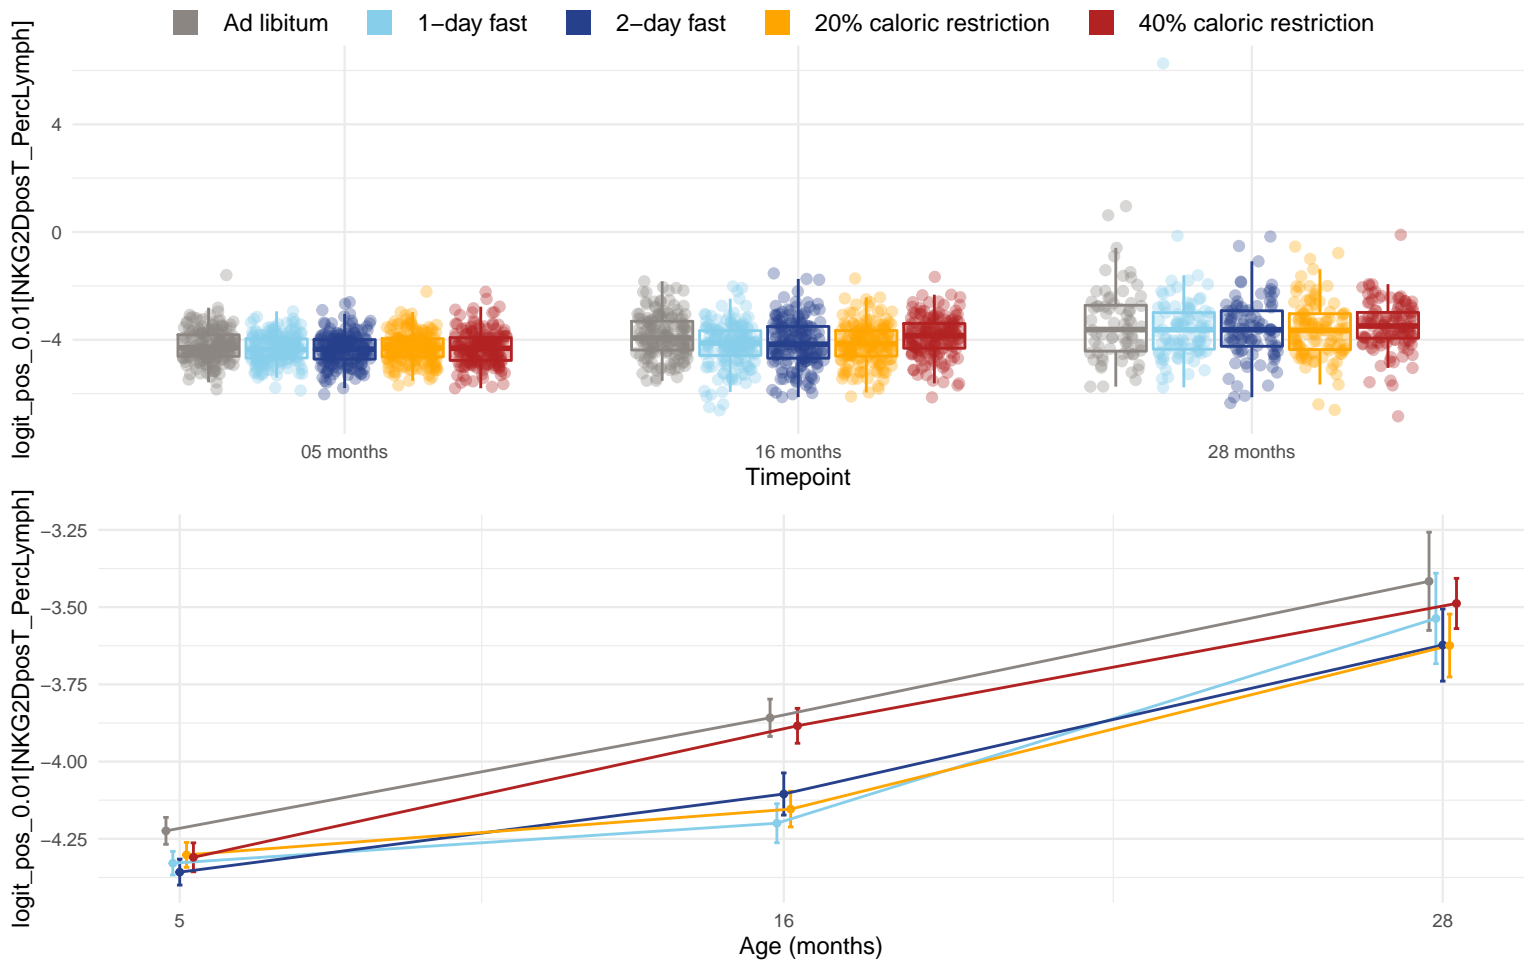 Ad libitum 1−day fast 2−day fast 20% caloric restriction 40% caloric restriction
logit_pos_0.01[NKG2DposT_PercLymph]
4
0
−4
05 months 16 months 28 months
Timepoint
logit_pos_0.01[NKG2DposT_PercLymph]
−3.25
−3.50
−3.75
−4.00
−4.25
5 16 28
Age (months)